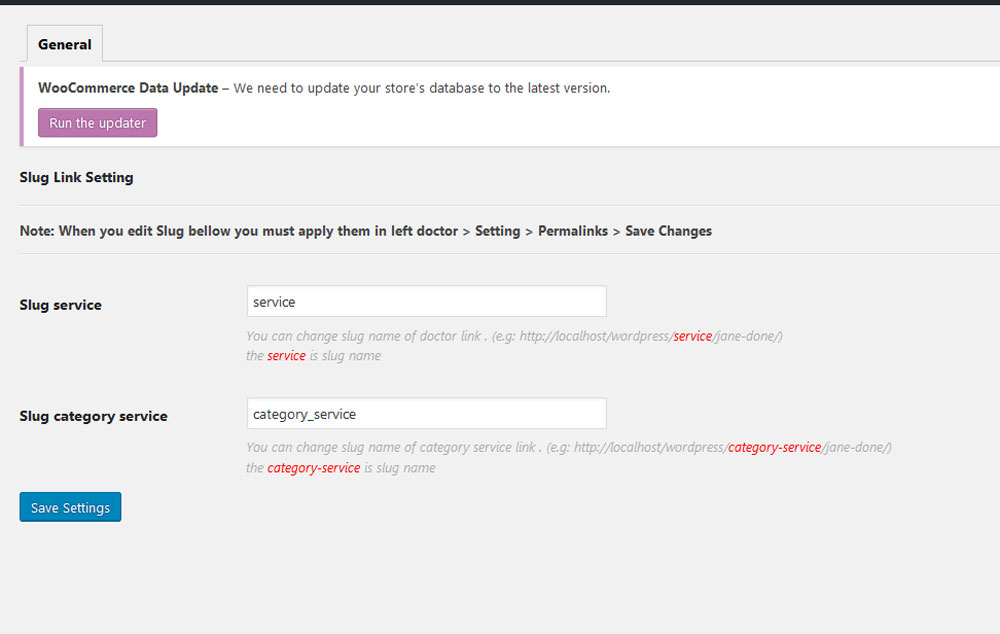 General
WooCommerce Data Update – We need to update your store's database to the latest version.
Run the updater
Slug Link Setting
Note: When you edit Slug bellow you must apply them in left doctor > Setting > Permalinks > Save Changes
Slug service
service
You can change slug name of doctor link . (e.g: http://localhost/wordpress/service/jane-done/)
the service is slug name
Slug category service
category_service
You can change slug name of category service link . (e.g: http://localhost/wordpress/category-service/jane-done/)
the category-service is slug name
Save Settings